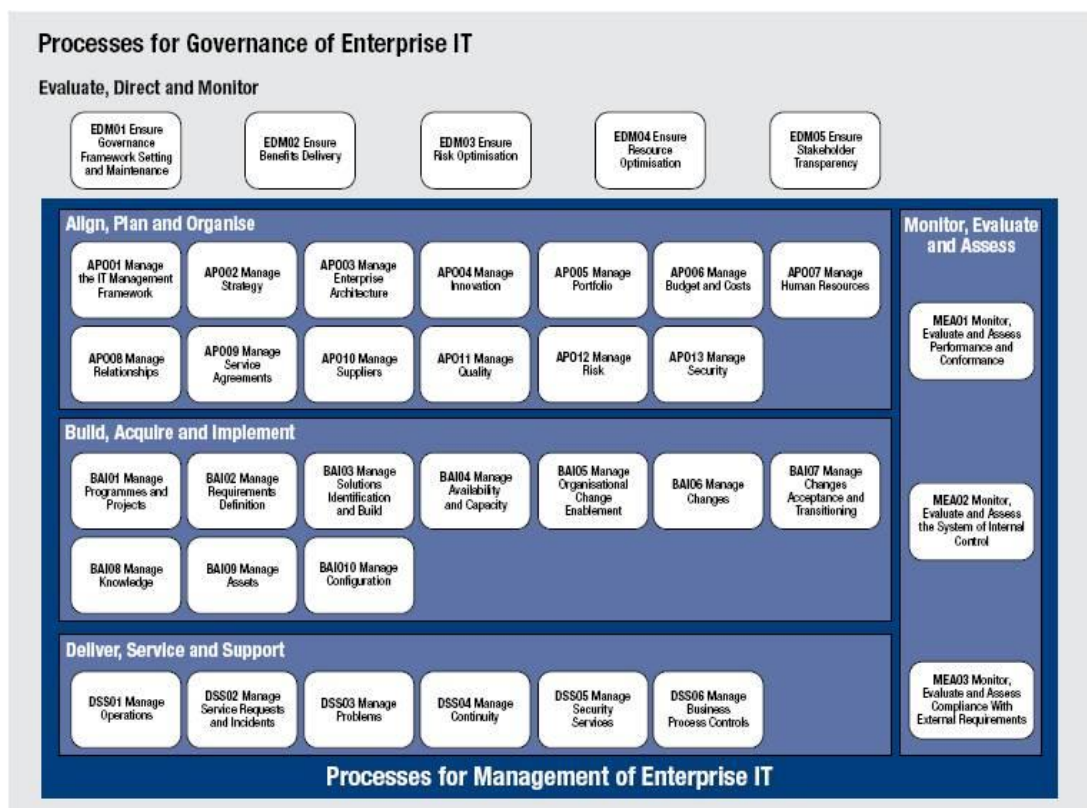 Processes for Governance of Enterprise IT
Evaluate, Direct and Monitor
EDM01 Ensure
Governance
Framework Setting
and Maintenance
EDM02 Ensure
Benefits Delivery
EDM03 Ensure
Risk Optimisation
EDM04 Ensure
Resource
Optimisation
EDM05 Ensure
Stakeholder
Transparency
Align, Plan and Organise
APO01 Manage
the IT Management
Framework
APO02 Manage
Strategy
APO03 Manage
Enterprise
Architecture
APO04 Manage
Innovation
APO05 Manage
Portfolio
APO06 Manage
Budget and Costs
APO07 Manage
Human Resources
APO08 Manage
Relationships
APO09 Manage
Service
Agreements
APO10 Manage
Suppliers
APO11 Manage
Quality
APO12 Manage
Risk
APO13 Manage
Security
Build, Acquire and Implement
BAI01 Manage
Programmes and
Projects
BAI02 Manage
Requirements
Definition
BAI03 Manage
Solutions
Identification
and Build
BAI04 Manage
Availability
and Capacity
BAI05 Manage
Organisational
Change
Enablement
BAI06 Manage
Changes
BAI07 Manage
Changes
Acceptance and
Transitioning
BAI08 Manage
Knowledge
BAI09 Manage
Assets
BAI010 Manage
Configuration
Deliver, Service and Support
DSS01 Manage
Operations
DSS02 Manage
Service Requests
and Incidents
DSS03 Manage
Problems
DSS04 Manage
Continuity
DSS05 Manage
Security
Services
DSS06 Manage
Business
Process Controls
Monitor, Evaluate
and Assess
MEA01 Monitor,
Evaluate and Assess
Performance and
Conformance
MEA02 Monitor,
Evaluate and Assess
the System of Internal
Control
MEA03 Monitor,
Evaluate and Assess
Compliance With
External Requirements
Processes for Management of Enterprise IT